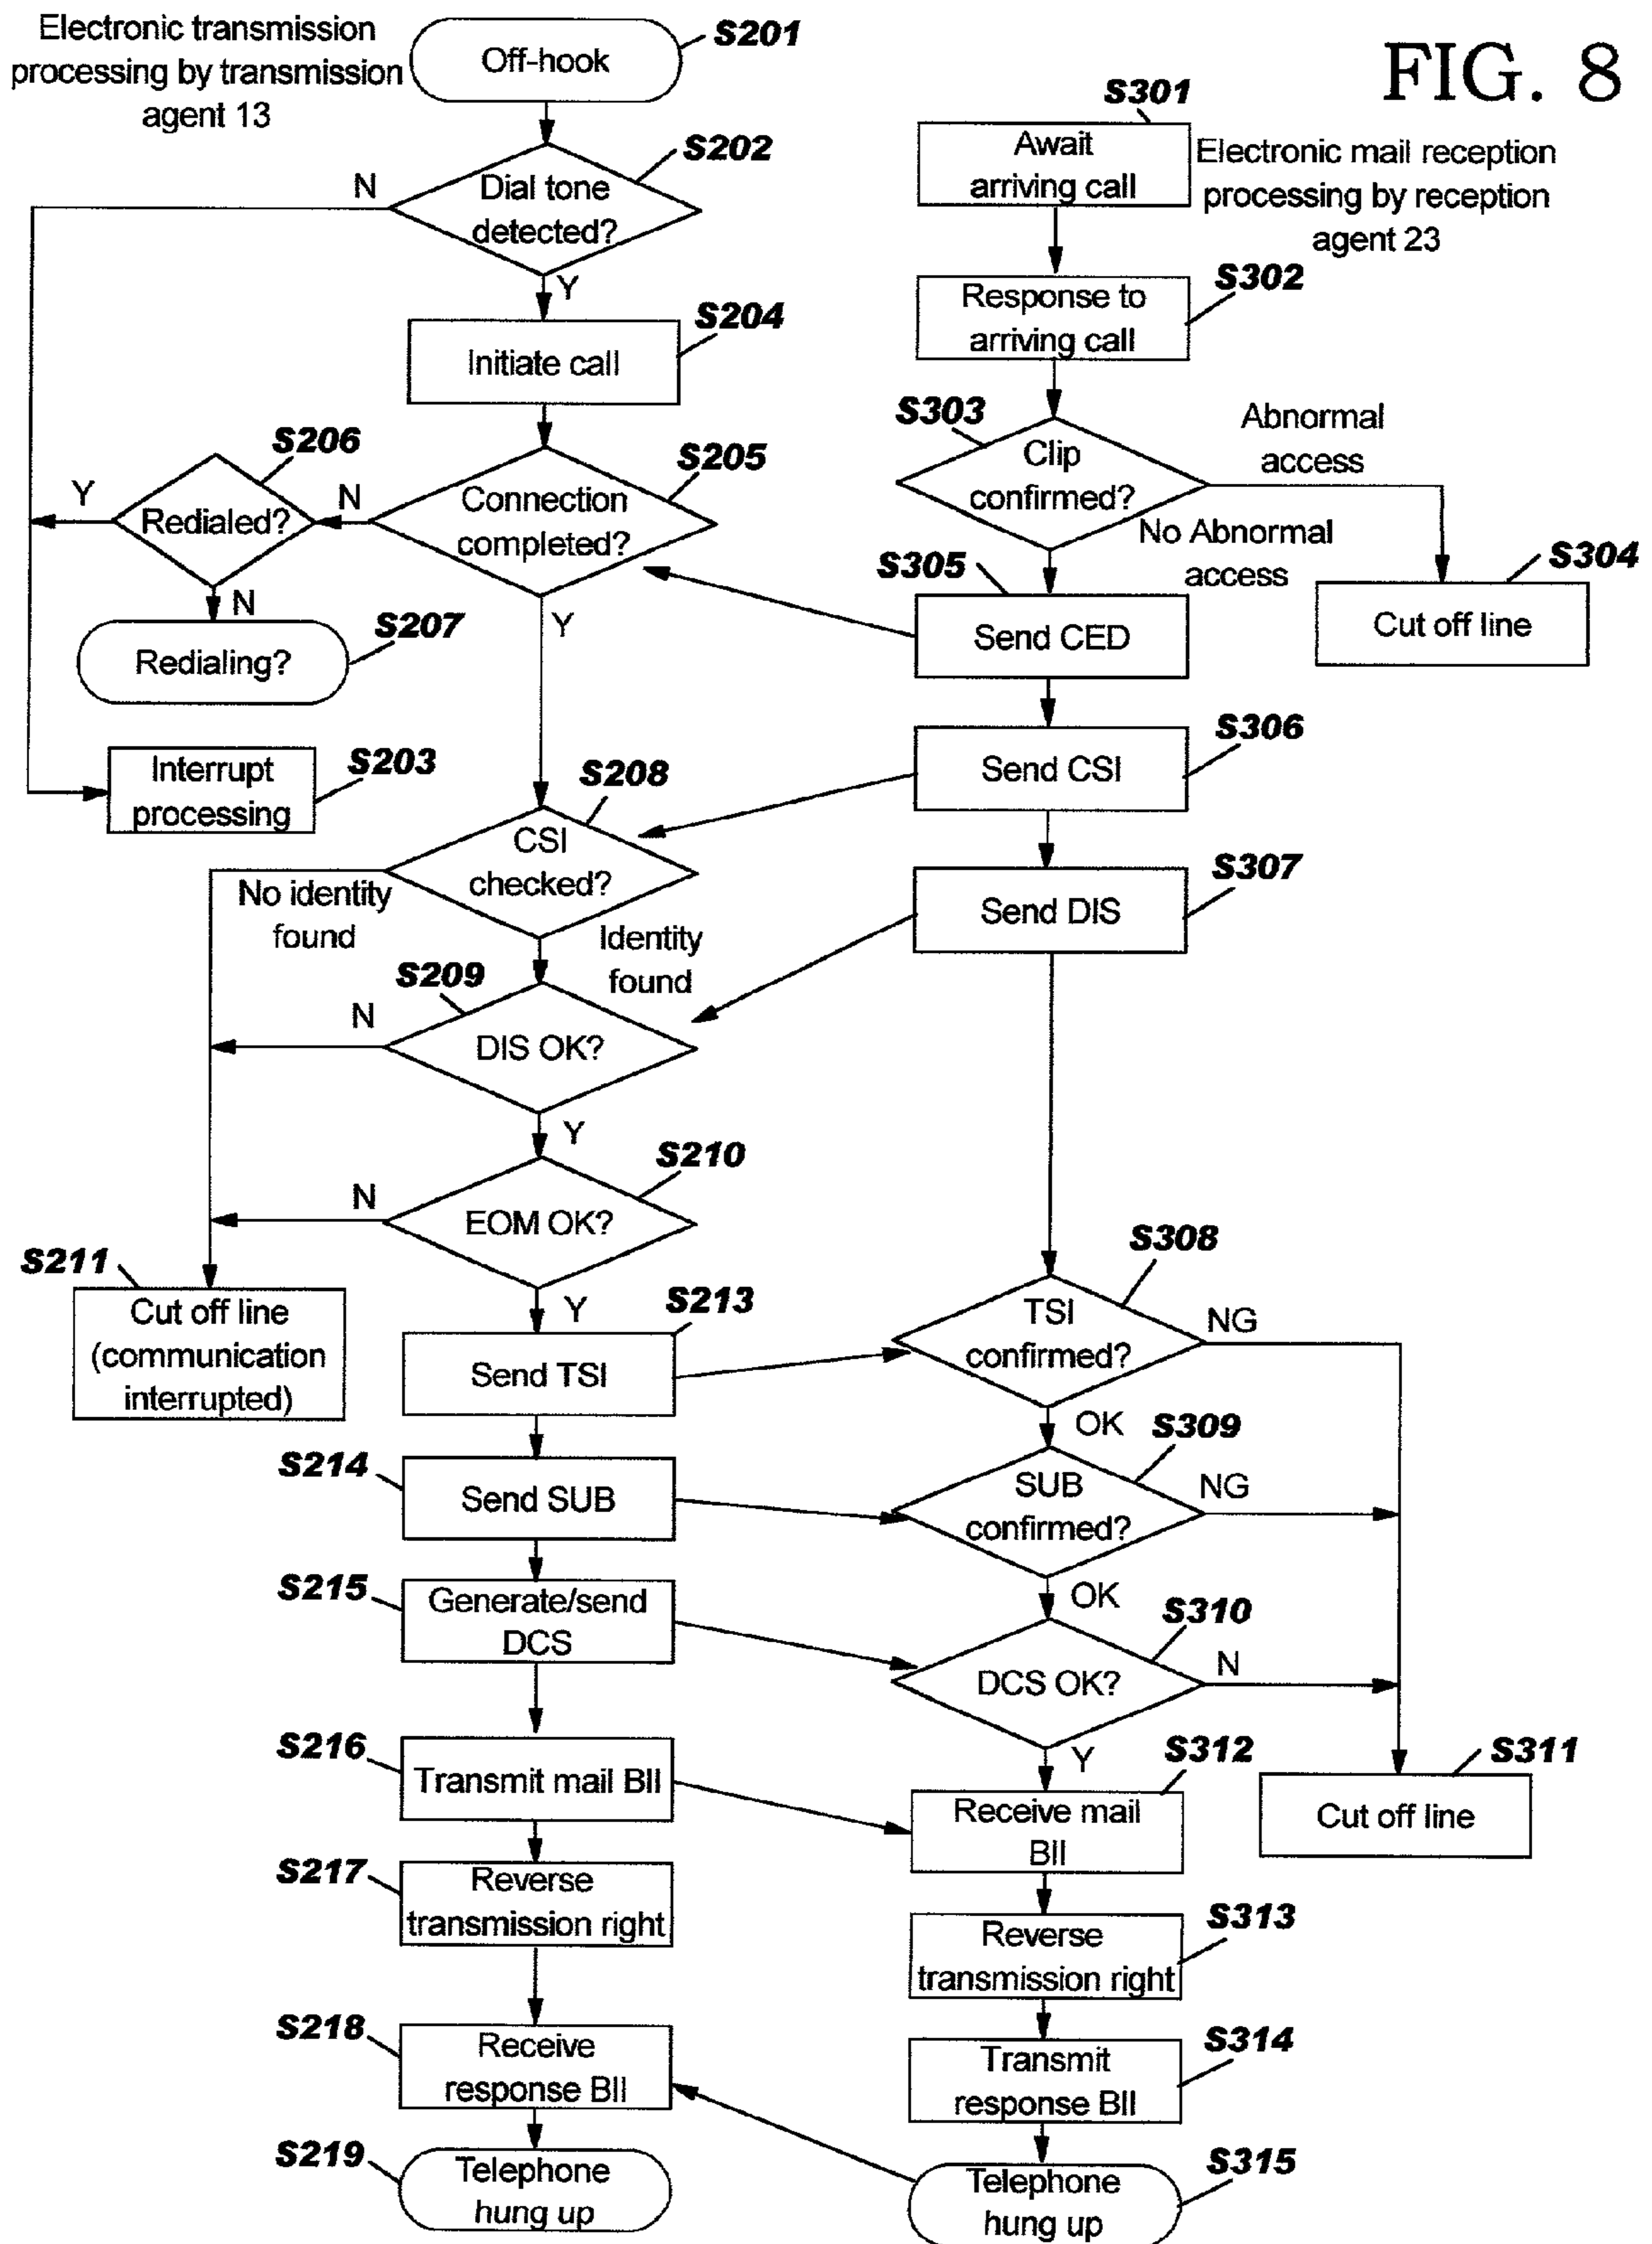 FIG. 8
Electronic transmission
processing by transmission
agent 13
Off-hook
S201
Dial tone
detected?
S202
N
Y
Initiate call
S204
Connection
completed?
S205
N
Y
Redialed?
S206
Y
N
Redialing?
S207
Interrupt
processing
S203
CSI
checked?
S208
No identity
found
Identity
found
S209
DIS OK?
N
Y
S210
EOM OK?
N
Y
S211
Cut off line
(communication
interrupted)
S213
Send TSI
S214
Send SUB
S215
Generate/send
DCS
S216
Transmit mail BII
S217
Reverse
transmission right
S218
Receive
response BII
S219
Telephone
hung up
S301
Await
arriving call
Electronic mail reception
processing by reception
agent 23
S302
Response to
arriving call
S303
Clip
confirmed?
Abnormal
access
No Abnormal
access
S304
Cut off line
S305
Send CED
S306
Send CSI
S307
Send DIS
S308
TSI
confirmed?
NG
OK
S309
SUB
confirmed?
NG
OK
S310
DCS OK?
N
Y
S311
Cut off line
S312
Receive mail
BII
S313
Reverse
transmission right
S314
Transmit
response BII
S315
Telephone
hung up